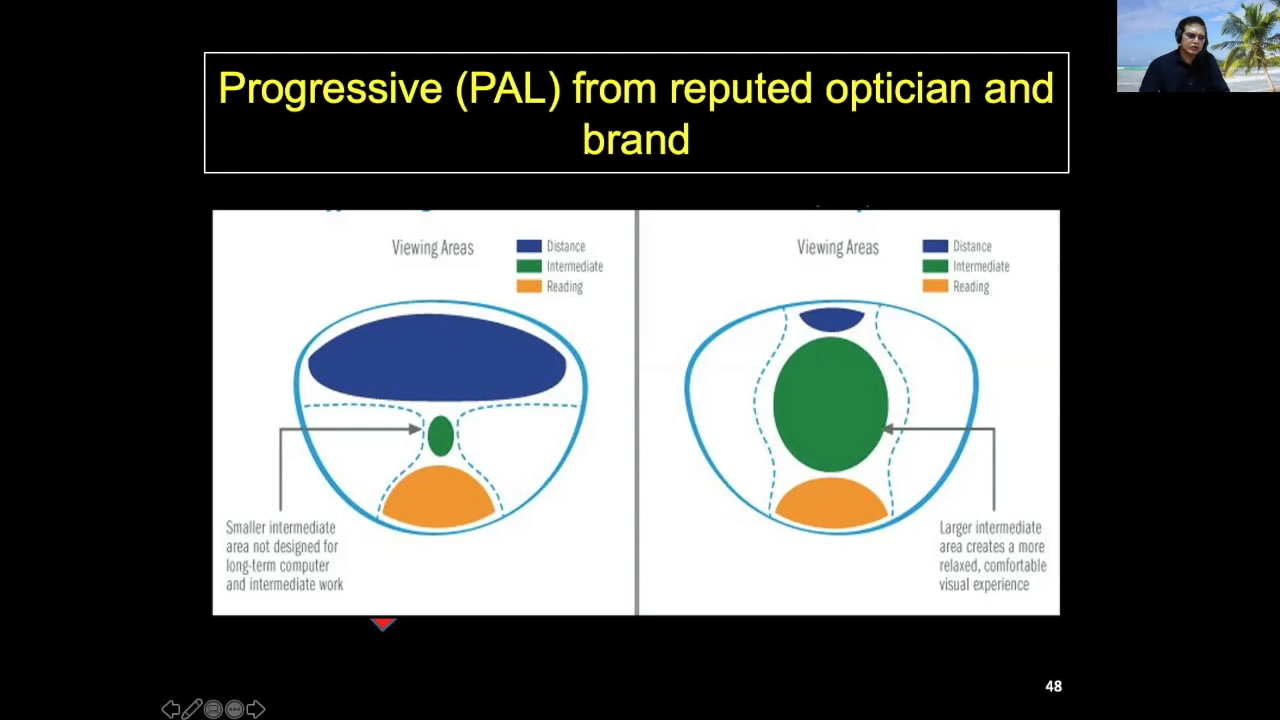 Progressive (PAL) from reputed optician and
brand
Viewing Areas
Distance
Intermediate
Reading
Smaller intermediate
area not designed for
long-term computer
and intermediate work
Viewing Areas
Distance
Intermediate
Reading
Larger intermediate
area creates a more
relaxed, comfortable
visual experience
48